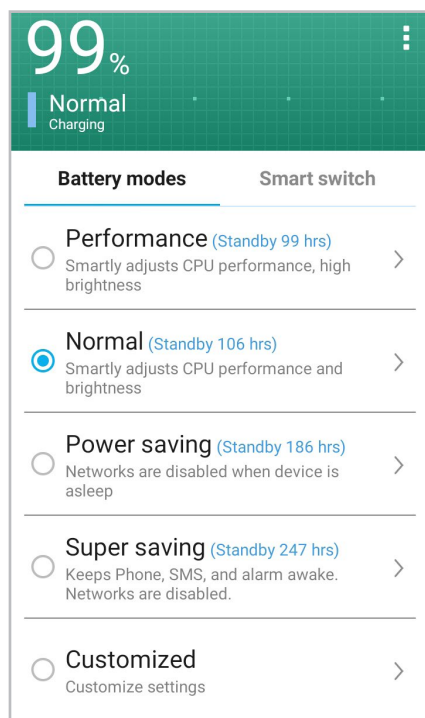 99%
Normal
Charging
Battery modes
Smart switch
Performance (Standby 99 hrs)
Smartly adjusts CPU performance, high
brightness
Normal (Standby 106 hrs)
Smartly adjusts CPU performance and
brightness
Power saving (Standby 186 hrs)
Networks are disabled when device is
asleep
Super saving (Standby 247 hrs)
Keeps Phone, SMS, and alarm awake.
Networks are disabled.
Customized
Customize settings